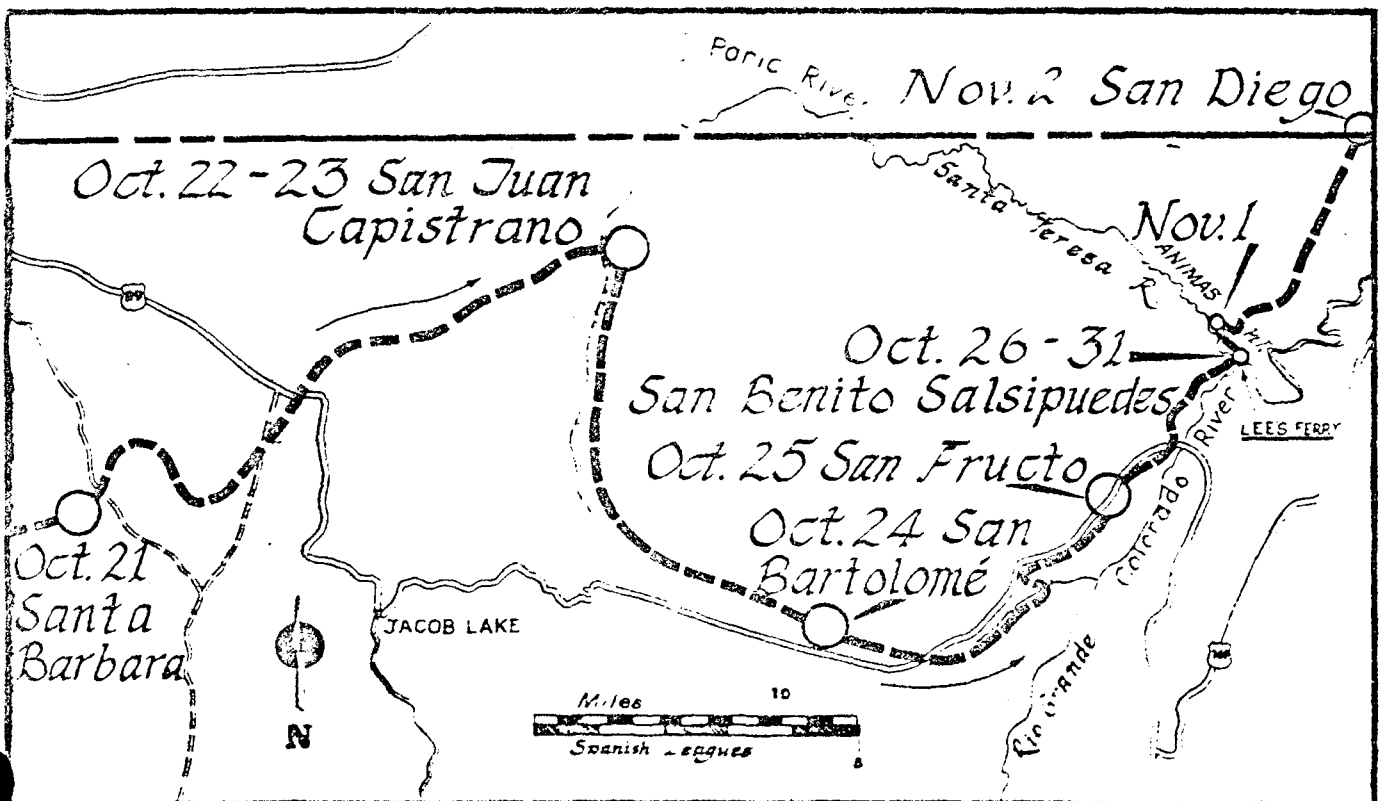 Paric River
Nov. 2 San Diego
Oct. 22-23 San Juan
Capistrano
Santa Teresa R.
Nov. 1
ANIMAS
89
Oct. 26-31
San Benito Salsipuedes
LEES FERRY
Oct. 25 San Fructo
Oct. 24 San
Bartolomé
Rio Grande
Colorado River
Oct. 21
Santa
Barbara
JACOB LAKE
N
Miles 10
Spanish Leagues